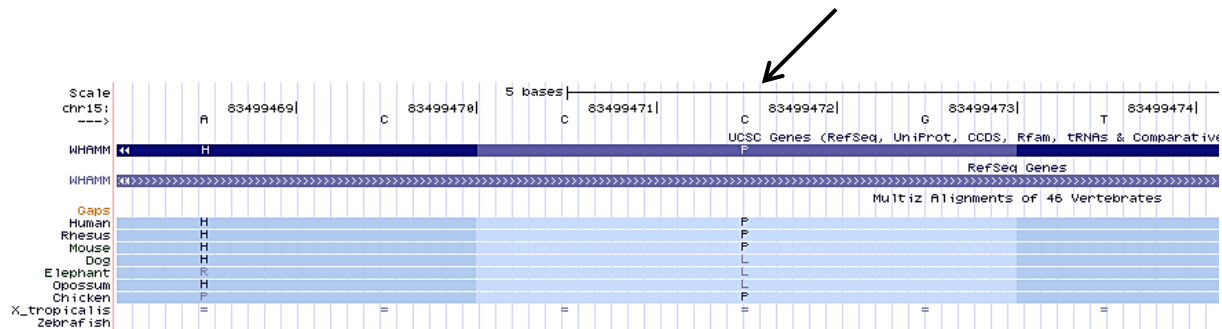 Scale 5 bases
chr15: 83499469| 83499470| 83499471| 83499472| 83499473| 83499474|
---> A C C C G T
UCSC Genes (RefSeq, UniProt, CCDS, Rfam, tRNAs & Comparative
WHAMM H P
RefSeq Genes
WHAMM
Multiz Alignments of 46 Vertebrates
Gaps
Human H P
Rhesus H P
Mouse H P
Dog H L
Elephant R L
Opossum H L
Chicken P P
X_tropicalis = = = = = =
Zebrafish